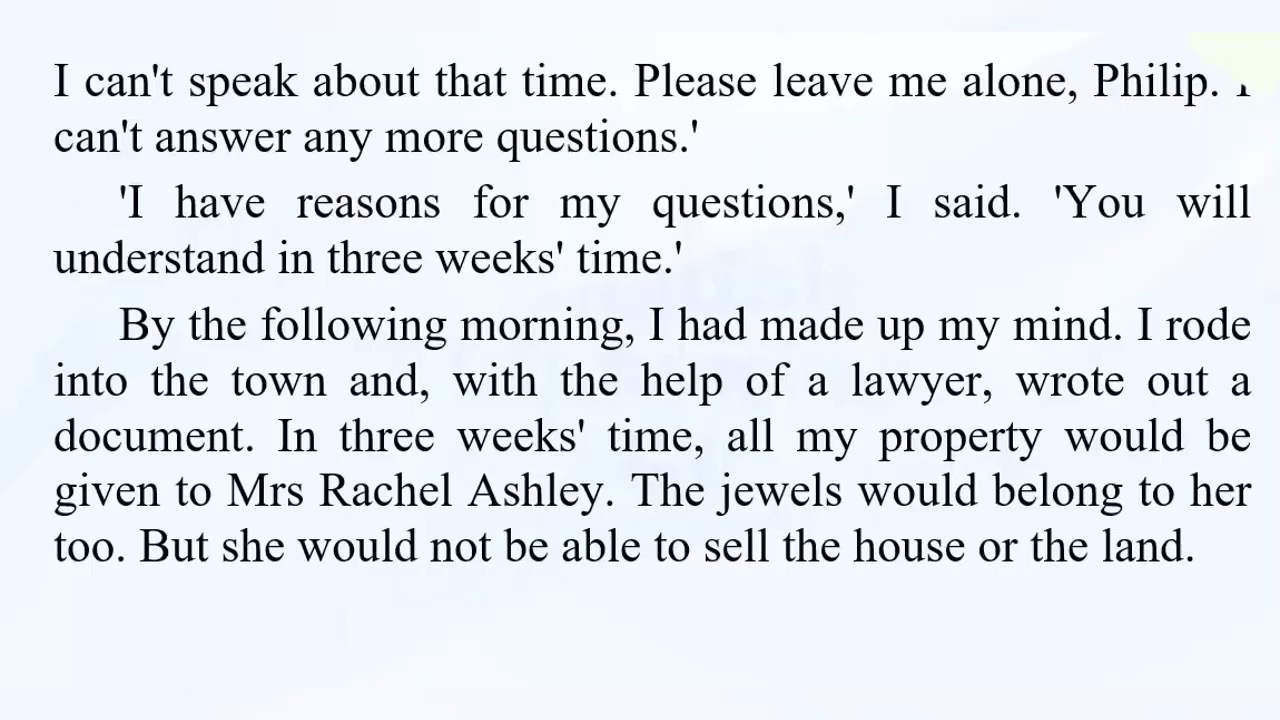 I can't speak about that time. Please leave me alone, Philip. I
can't answer any more questions.'
'I have reasons for my questions,' I said. 'You will
understand in three weeks' time.'
By the following morning, I had made up my mind. I rode
into the town and, with the help of a lawyer, wrote out a
document. In three weeks' time, all my property would be
given to Mrs Rachel Ashley. The jewels would belong to her
too. But she would not be able to sell the house or the land.